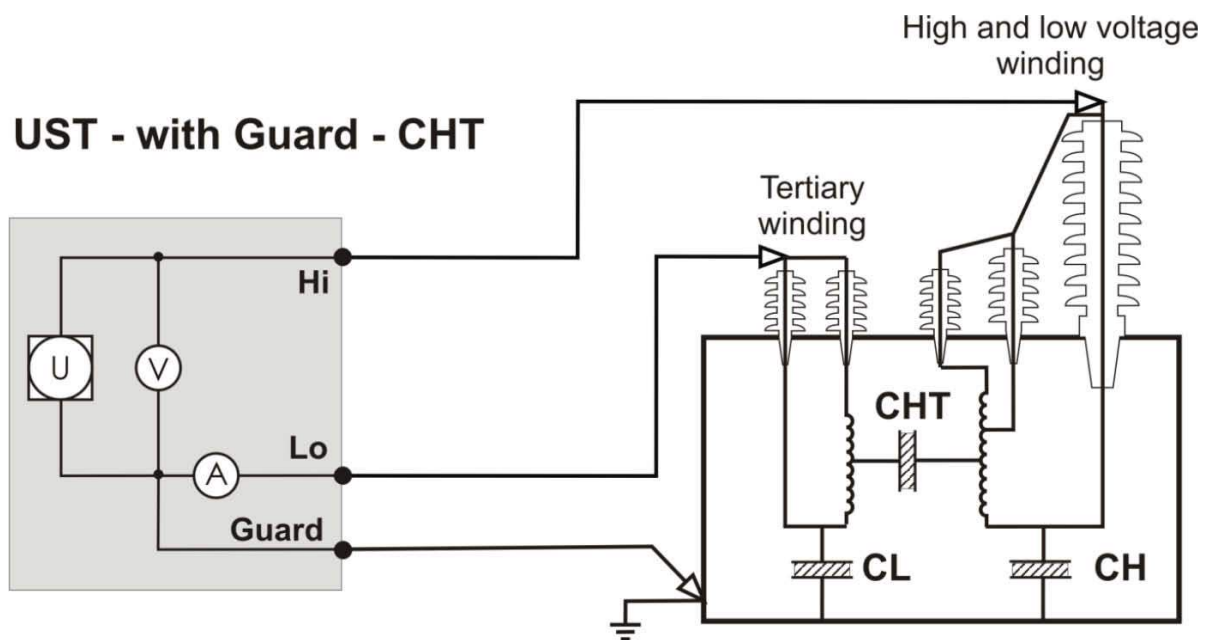 High and low voltage
winding
UST - with Guard - CHT
Tertiary
winding
Hi
U
V
CHT
Lo
A
Guard
CL
CH